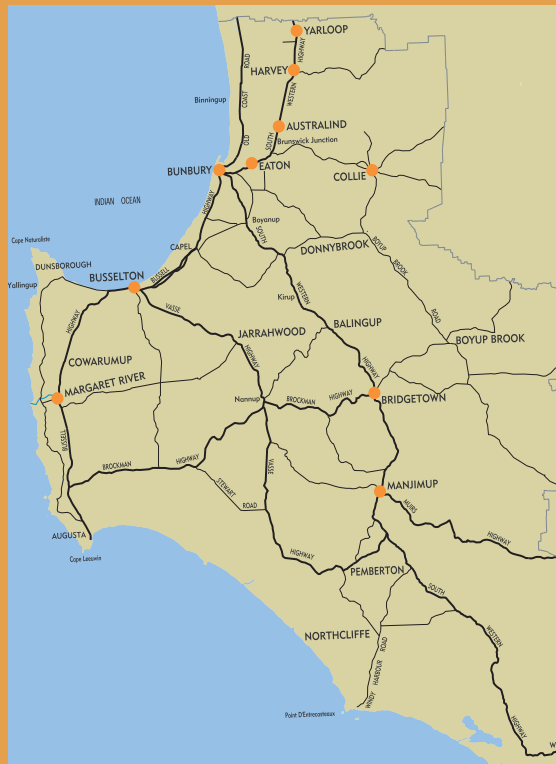 YARLOOP
HIGHWAY
HARVEY
ROAD
COAST
OLD
WESTERN
SOUTH
Binningup
AUSTRALIND
Brunswick Junction
EATON
BUNBURY
COLLIE
INDIAN OCEAN
HIGHWAY
Boyanup
SOUTH
WESTERN
HIGHWAY
Cape Naturaliste
CAPEL
DONNYBROOK
BOYUP
BROOK
ROAD
DUNSBOROUGH
BUSSELTON
BUSSELL
Yallingup
Kirup
VASSE
HIGHWAY
HIGHWAY
JARRAHWOOD
BALINGUP
BOYUP BROOK
COWARUMUP
MARGARET RIVER
Nannup
BROCKMAN
HIGHWAY
BRIDGETOWN
BUSSELL
BROCKMAN
HIGHWAY
VASSE
STEWART
ROAD
MANJIMUP
MUIRS
HIGHWAY
AUGUSTA
Cape Leeuwin
HIGHWAY
PEMBERTON
SOUTH
WESTERN
HIGHWAY
NORTHCLIFFE
WINDY HARBOUR ROAD
Point D'Entrecasteaux
W